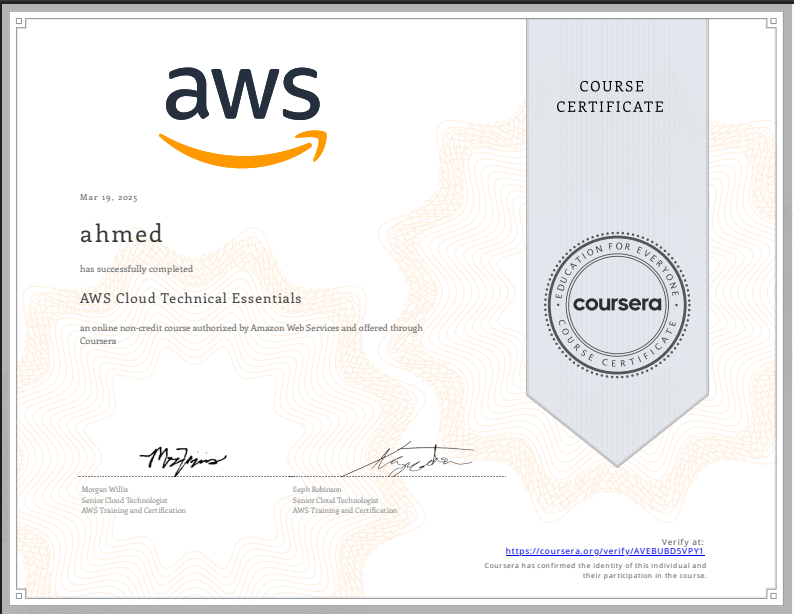 aws
COURSE
CERTIFICATE
Mar 19, 2025
ahmed
has successfully completed
AWS Cloud Technical Essentials
an online non-credit course authorized by Amazon Web Services and offered through
Coursera
EDUCATION FOR EVERYONE
coursera
COURSE CERTIFICATE
Morgan Willis
Senior Cloud Technologist
AWS Training and Certification
Seph Robinson
Senior Cloud Technologist
AWS Training and Certification
Verify at:
https://coursera.org/verify/AVEBUBD5VPY1
Coursera has confirmed the identity of this individual and
their participation in the course.